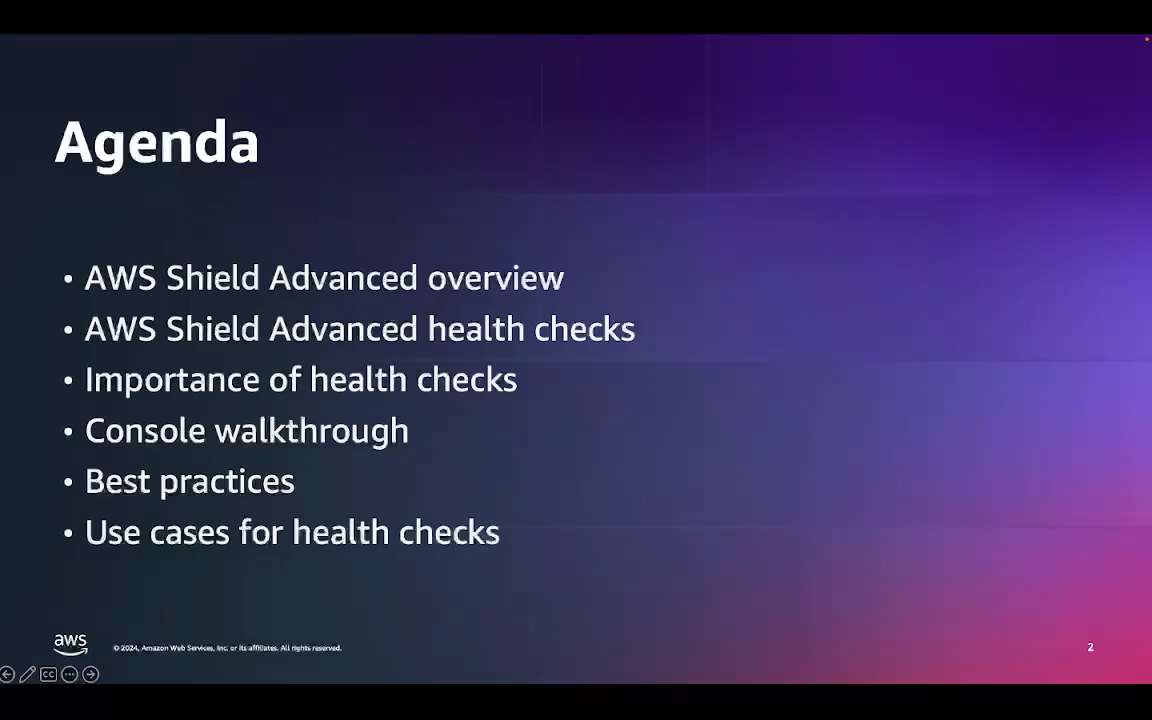 Agenda
• AWS Shield Advanced overview
• AWS Shield Advanced health checks
• Importance of health checks
• Console walkthrough
• Best practices
• Use cases for health checks
aws
© 2024, Amazon Web Services, Inc. or its affiliates. All rights reserved.
2
CC